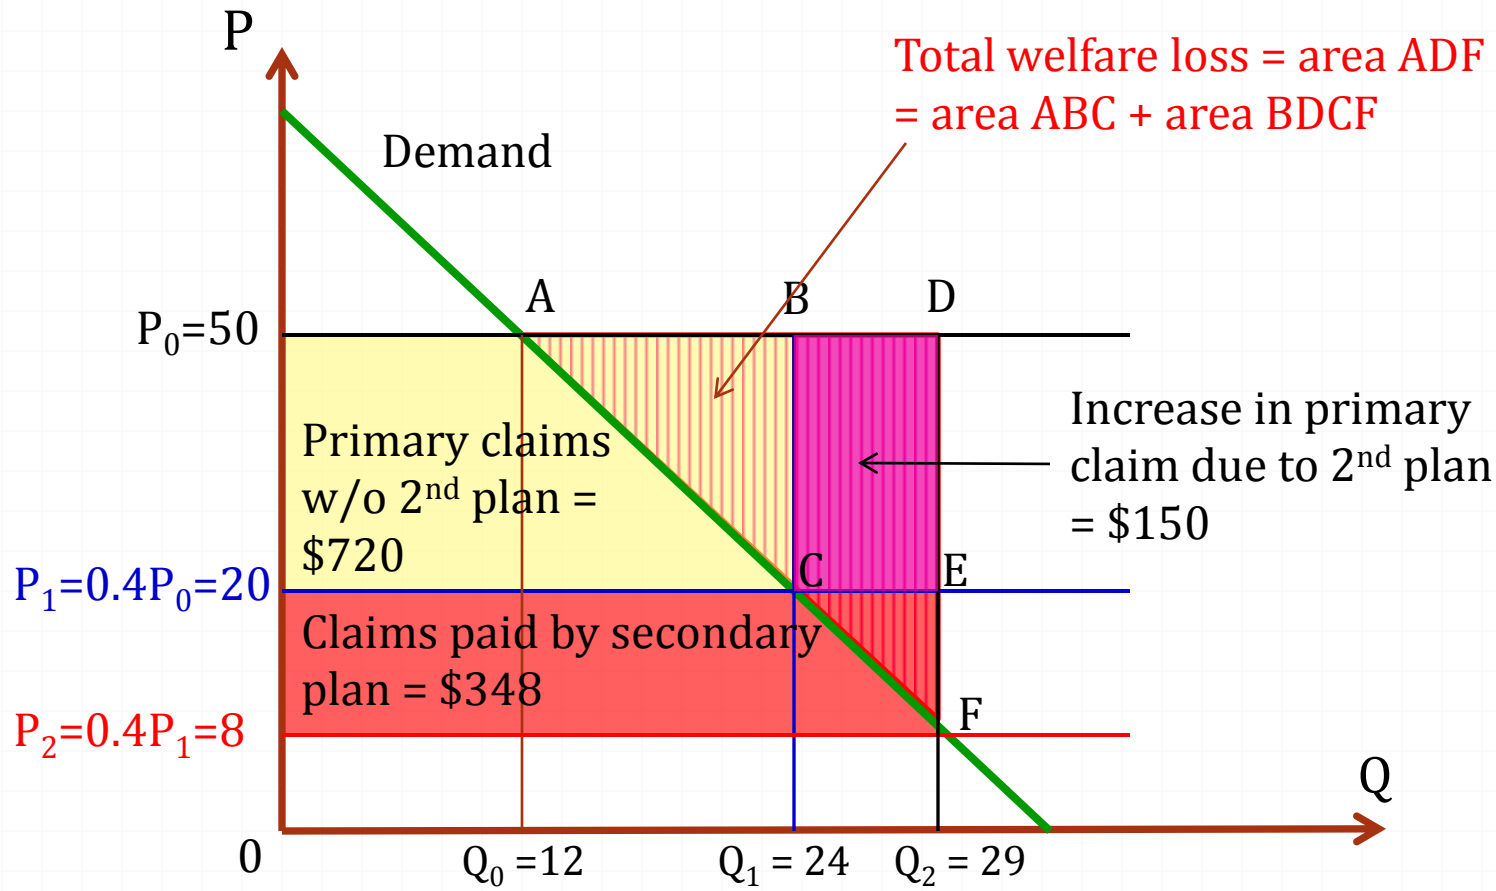 P
Total welfare loss = area ADF
= area ABC + area BDCF
Demand
A
B
D
P₀=50
Increase in primary
claim due to 2ⁿᵈ plan
= $150
Primary claims
w/o 2ⁿᵈ plan =
$720
C
E
P₁=0.4P₀=20
Claims paid by secondary
plan = $348
F
P₂=0.4P₁=8
Q
0
Q₀ =12
Q₁ = 24
Q₂ = 29